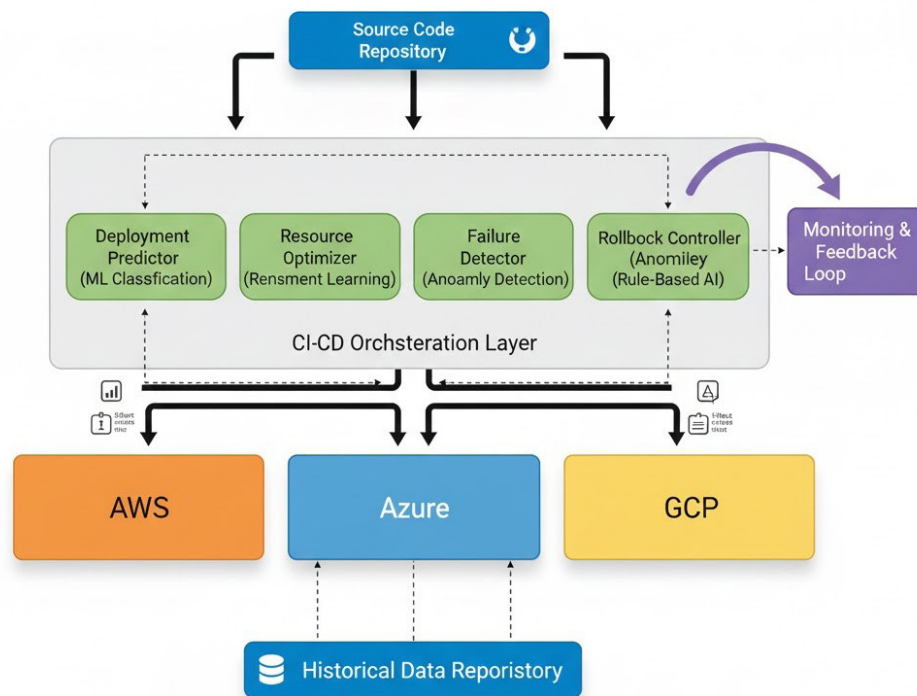 Source Code
Repository
Deployment
Predictor
(ML Classfication)
Resource
Optimizer
(Rensment Learning)
Failure
Detector
(Anoamly Detection)
Rollbock Controller
(Anomiley
(Rule-Based AI)
Monitoring &
Feedback
Loop
CI-CD Orchsteration Layer
AWS
Azure
GCP
Historical Data Reporistory